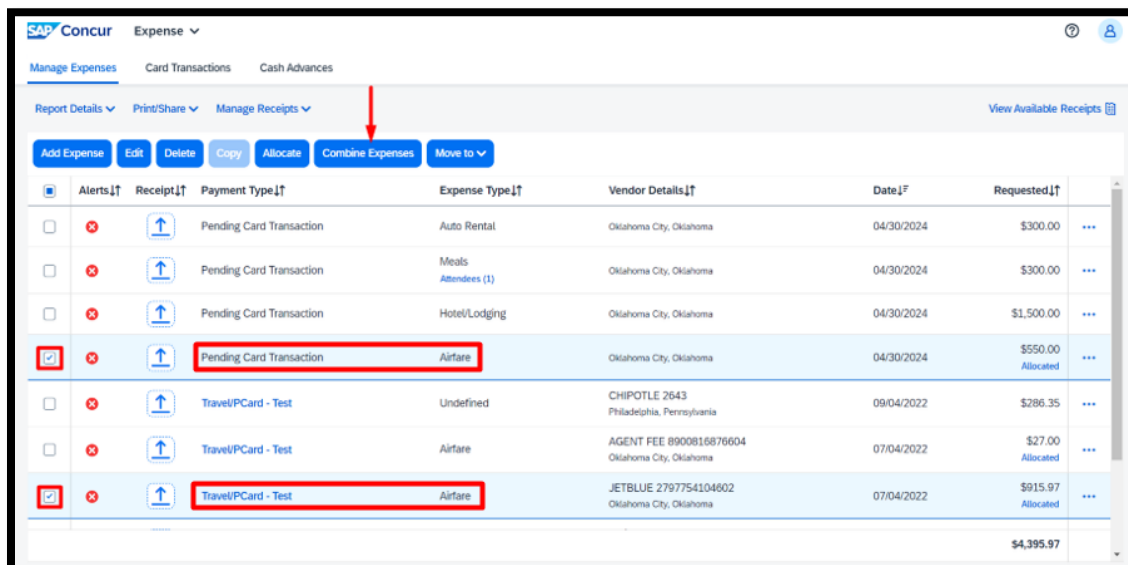 SAP Concur Expense
Manage Expenses Card Transactions Cash Advances
Report Details Print/Share Manage Receipts View Available Receipts
Add Expense Edit Delete Copy Allocate Combine Expenses Move to
Alerts Receipt Payment Type Expense Type Vendor Details Date Requested
Pending Card Transaction Auto Rental Oklahoma City, Oklahoma 04/30/2024 $300.00
Pending Card Transaction Meals Oklahoma City, Oklahoma 04/30/2024 $300.00
Attendees (1)
Pending Card Transaction Hotel/Lodging Oklahoma City, Oklahoma 04/30/2024 $1,500.00
Pending Card Transaction Airfare Oklahoma City, Oklahoma 04/30/2024 $550.00
Allocated
Travel/PCard - Test Undefined CHIPOTLE 2643 09/04/2022 $286.35
Philadelphia, Pennsylvania
Travel/PCard - Test Airfare AGENT FEE 8900816876604 07/04/2022 $27.00
Oklahoma City, Oklahoma Allocated
Travel/PCard - Test Airfare JETBLUE 2797754104602 07/04/2022 $915.97
Oklahoma City, Oklahoma Allocated
$4,395.97